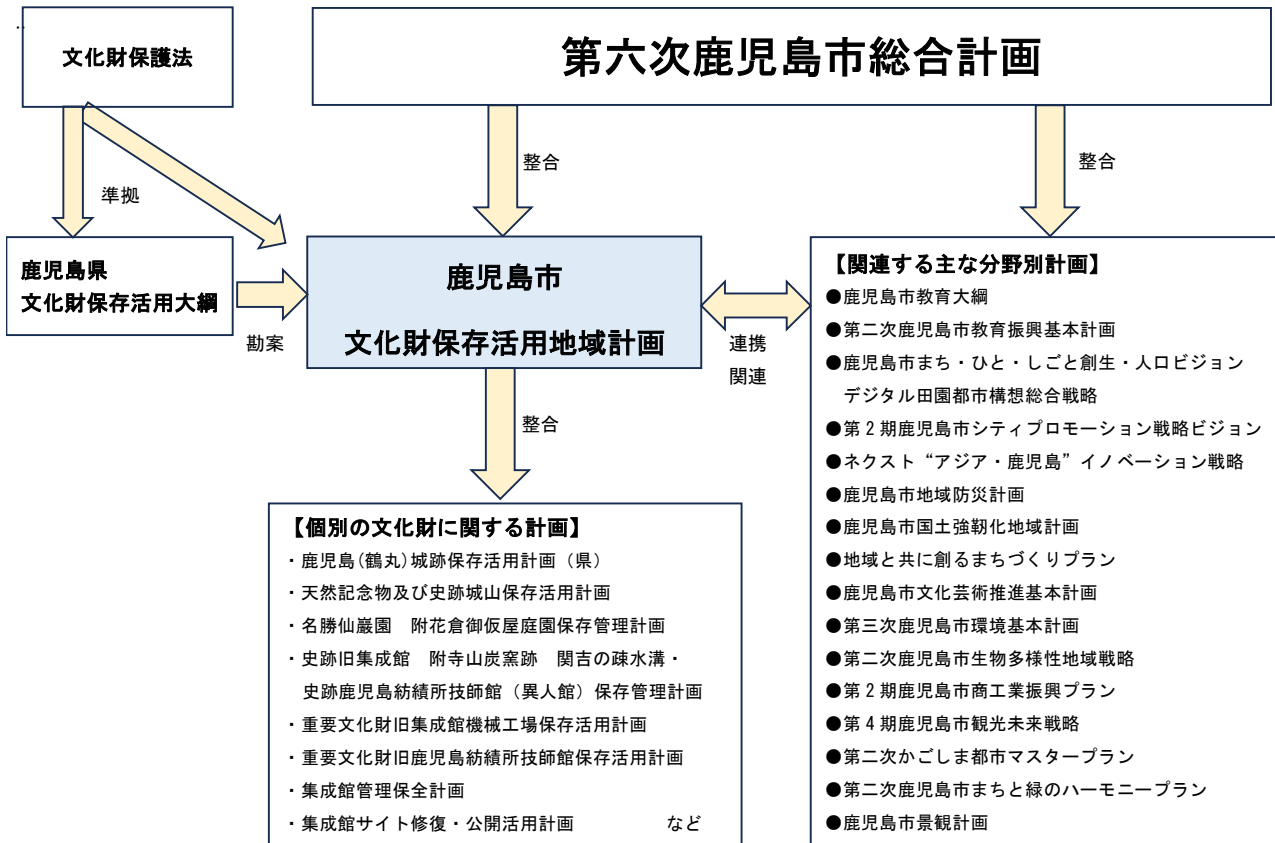 ..
文化財保護法
第六次鹿児島市総合計画
準拠
整合
整合
鹿児島県
文化財保存活用大綱
勘案
鹿児島市
文化財保存活用地域計画
連携
関連
整合
【個別の文化財に関する計画】
・鹿児島(鶴丸)城跡保存活用計画（県）
・天然記念物及び史跡城山保存活用計画
・名勝仙巌園　附花倉御仮屋庭園保存管理計画
・史跡旧集成館　附寺山炭窯跡　関吉の疎水溝・
史跡鹿児島紡績所技師館（異人館）保存管理計画
・重要文化財旧集成館機械工場保存活用計画
・重要文化財旧鹿児島紡績所技師館保存活用計画
・集成館管理保全計画
・集成館サイト修復・公開活用計画　　　　など
【関連する主な分野別計画】
●鹿児島市教育大綱
●第二次鹿児島市教育振興基本計画
●鹿児島市まち・ひと・しごと創生・人口ビジョン
デジタル田園都市構想総合戦略
●第２期鹿児島市シティプロモーション戦略ビジョン
●ネクスト“アジア・鹿児島”イノベーション戦略
●鹿児島市地域防災計画
●鹿児島市国土強靭化地域計画
●地域と共に創るまちづくりプラン
●鹿児島市文化芸術推進基本計画
●第三次鹿児島市環境基本計画
●第二次鹿児島市生物多様性地域戦略
●第２期鹿児島市商工業振興プラン
●第４期鹿児島市観光未来戦略
●第二次かごしま都市マスタープラン
●第二次鹿児島市まちと緑のハーモニープラン
●鹿児島市景観計画